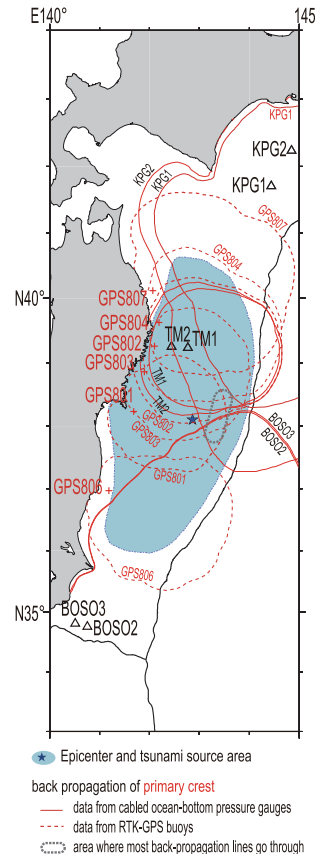 E140° 145
KPG1
KPG2
KPG2
KPG1
KPG1
GPS807
GPS804
N40°
GPS807
GPS804
TM2 TM1
GPS802
GPS803
TM1
GPS801
TM2
GPS802
GPS803
BOSO3
BOSO2
GPS801
GPS806
GPS806
BOSO3
N35°
BOSO2
Epicenter and tsunami source area
back propagation of primary crest
data from cabled ocean-bottom pressure gauges
data from RTK-GPS buoys
area where most back-propagation lines go through